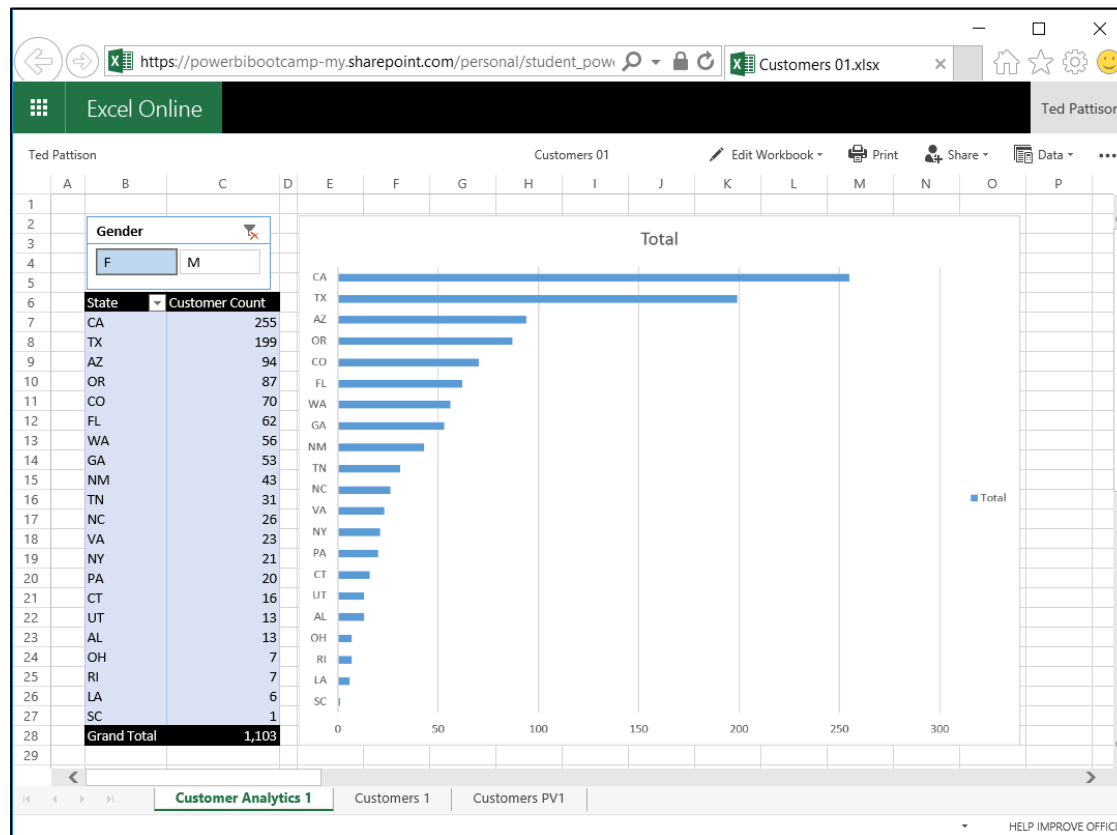 https://powerbibootcamp-my.sharepoint.com/personal/student_pow
Customers 01.xlsx
Excel Online
Ted Pattison
Ted Pattison
Customers 01
Edit Workbook
Print
Share
Data
A B C D E F G H I J K L M N O P
1
2
3
4
5
6
7
8
9
10
11
12
13
14
15
16
17
18
19
20
21
22
23
24
25
26
27
28
29
Gender
F M
State Customer Count
CA 255
TX 199
AZ 94
OR 87
CO 70
FL 62
WA 56
GA 53
NM 43
TN 31
NC 26
VA 23
NY 21
PA 20
CT 16
UT 13
AL 13
OH 7
RI 7
LA 6
SC 1
Grand Total 1,103
Total
CA
TX
AZ
OR
CO
FL
WA
GA
NM
TN
NC
VA
NY
PA
CT
UT
AL
OH
RI
LA
SC
0 50 100 150 200 250 300
Total
Customer Analytics 1 Customers 1 Customers PV1
HELP IMPROVE OFFIC